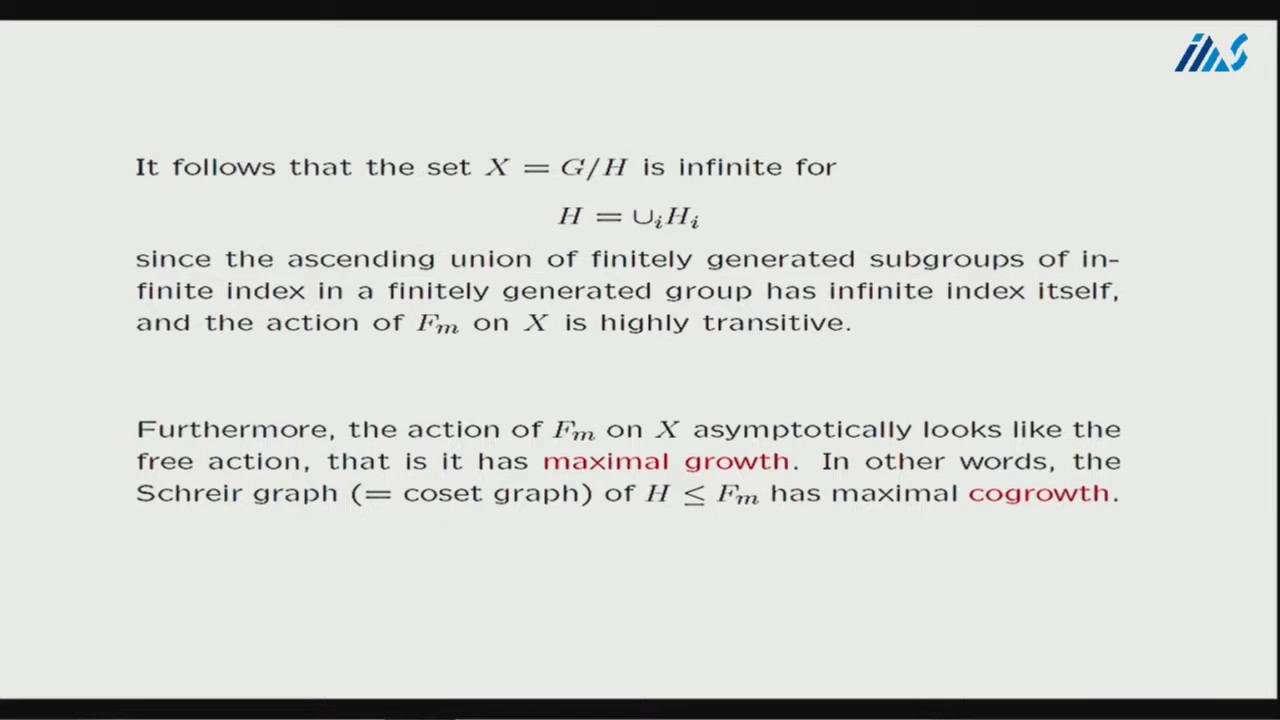 IMS
It follows that the set X = G/H is infinite for
H = ∪ᵢHᵢ
since the ascending union of finitely generated subgroups of in-
finite index in a finitely generated group has infinite index itself,
and the action of Fₘ on X is highly transitive.
Furthermore, the action of Fₘ on X asymptotically looks like the
free action, that is it has maximal growth. In other words, the
Schreir graph (= coset graph) of H ≤ Fₘ has maximal cogrowth.